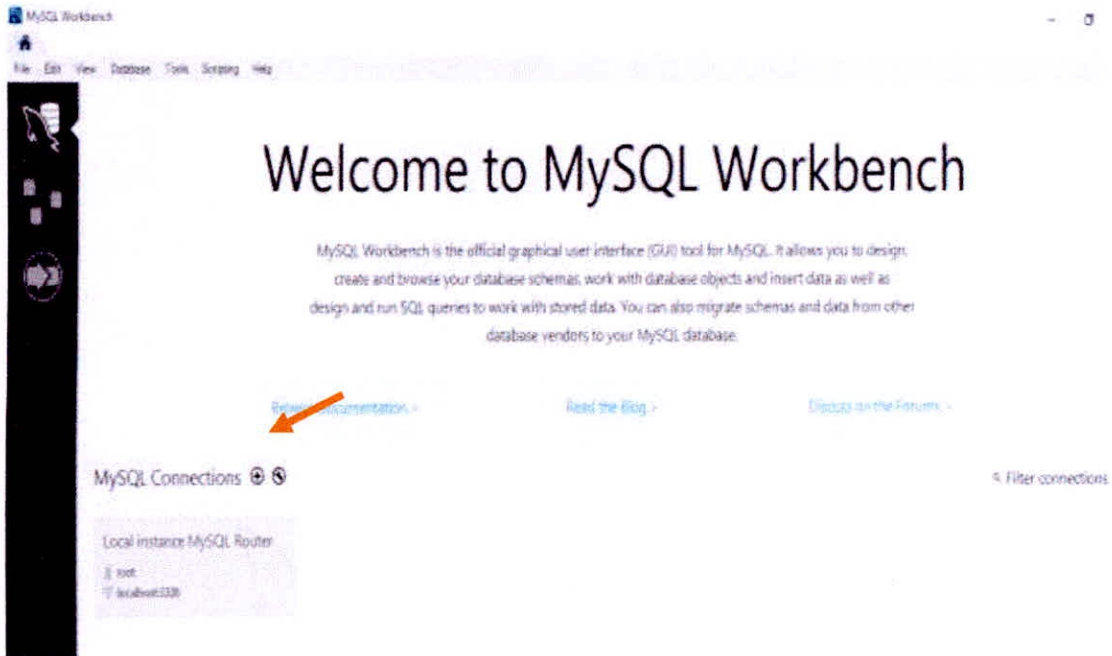 MySQL Workbench
File Edit View Database Tools Scripting Help
Welcome to MySQL Workbench
MySQL Workbench is the official graphical user interface (GUI) tool for MySQL. It allows you to design,
create and browse your database schemas, work with database objects and insert data as well as
design and run SQL queries to work with stored data. You can also migrate schemas and data from other
database vendors to your MySQL database.
Documentation > Read the Blog > Discuss on the Forums >
MySQL Connections
Filter connections
Local instance MySQL Router
root